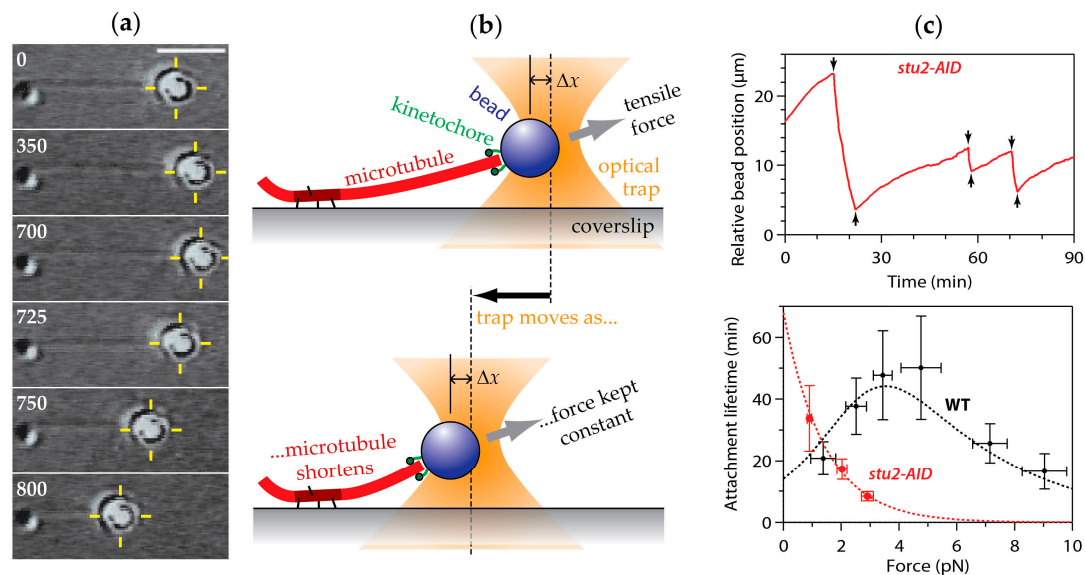 (a)
0
350
700
725
750
800
(b)
Δx
bead
kinetochore
microtubule
tensile
force
optical
trap
coverslip
trap moves as...
Δx
...force kept
constant
...microtubule
shortens
(c)
stu2-AID
Relative bead position (µm)
20
10
0
0
30
60
90
Time (min)
Attachment lifetime (min)
60
40
20
0
WT
stu2-AID
0
2
4
6
8
10
Force (pN)